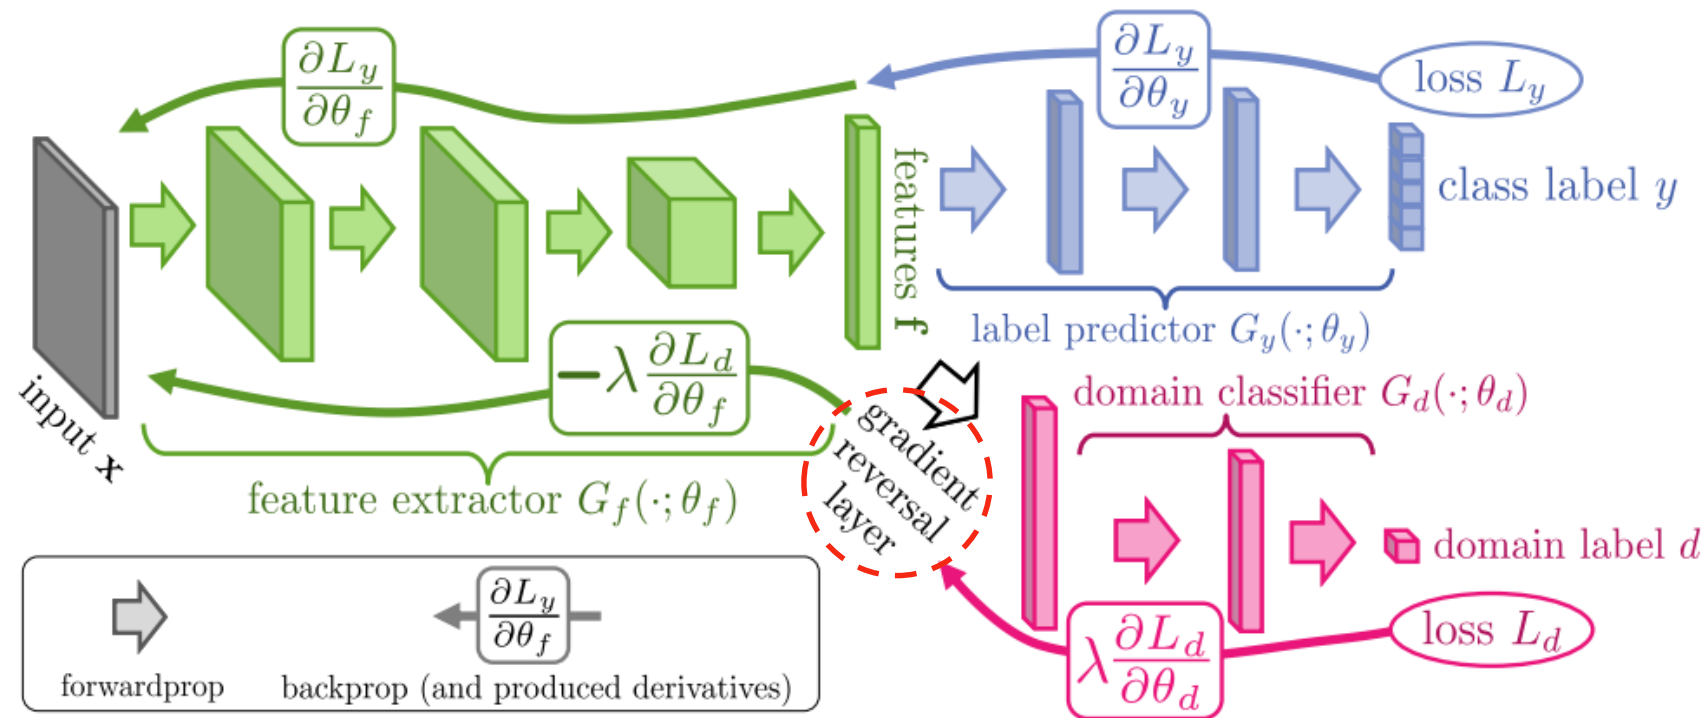 ∂L_y
∂θ_f
∂L_y
∂θ_y
loss L_y
features f
class label y
label predictor G_y(·; θ_y)
input x
−λ ∂L_d
∂θ_f
feature extractor G_f(·; θ_f)
gradient
reversal
layer
domain classifier G_d(·; θ_d)
domain label d
loss L_d
λ ∂L_d
∂θ_d
∂L_y
∂θ_f
forwardprop
backprop (and produced derivatives)